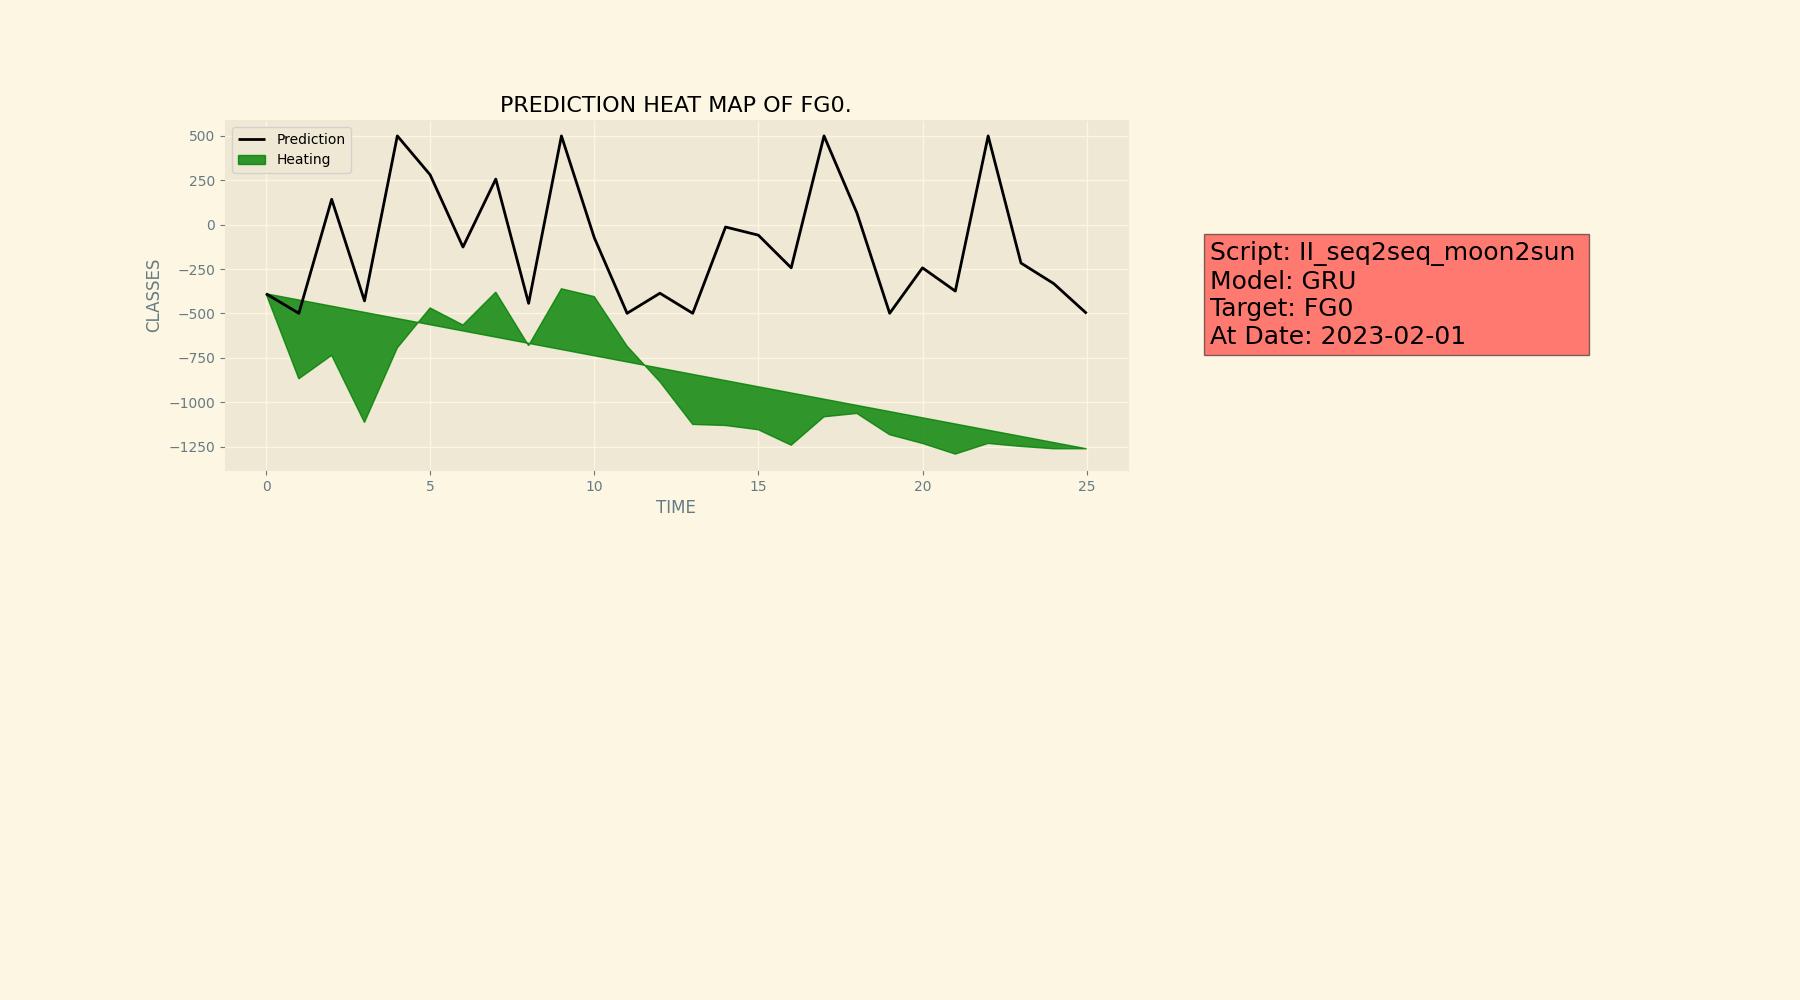 PREDICTION HEAT MAP OF FG0.
Prediction
Heating
500
250
0
−250
−500
−750
−1000
−1250
CLASSES
0 5 10 15 20 25
TIME
Script: II_seq2seq_moon2sun
Model: GRU
Target: FG0
At Date: 2023-02-01